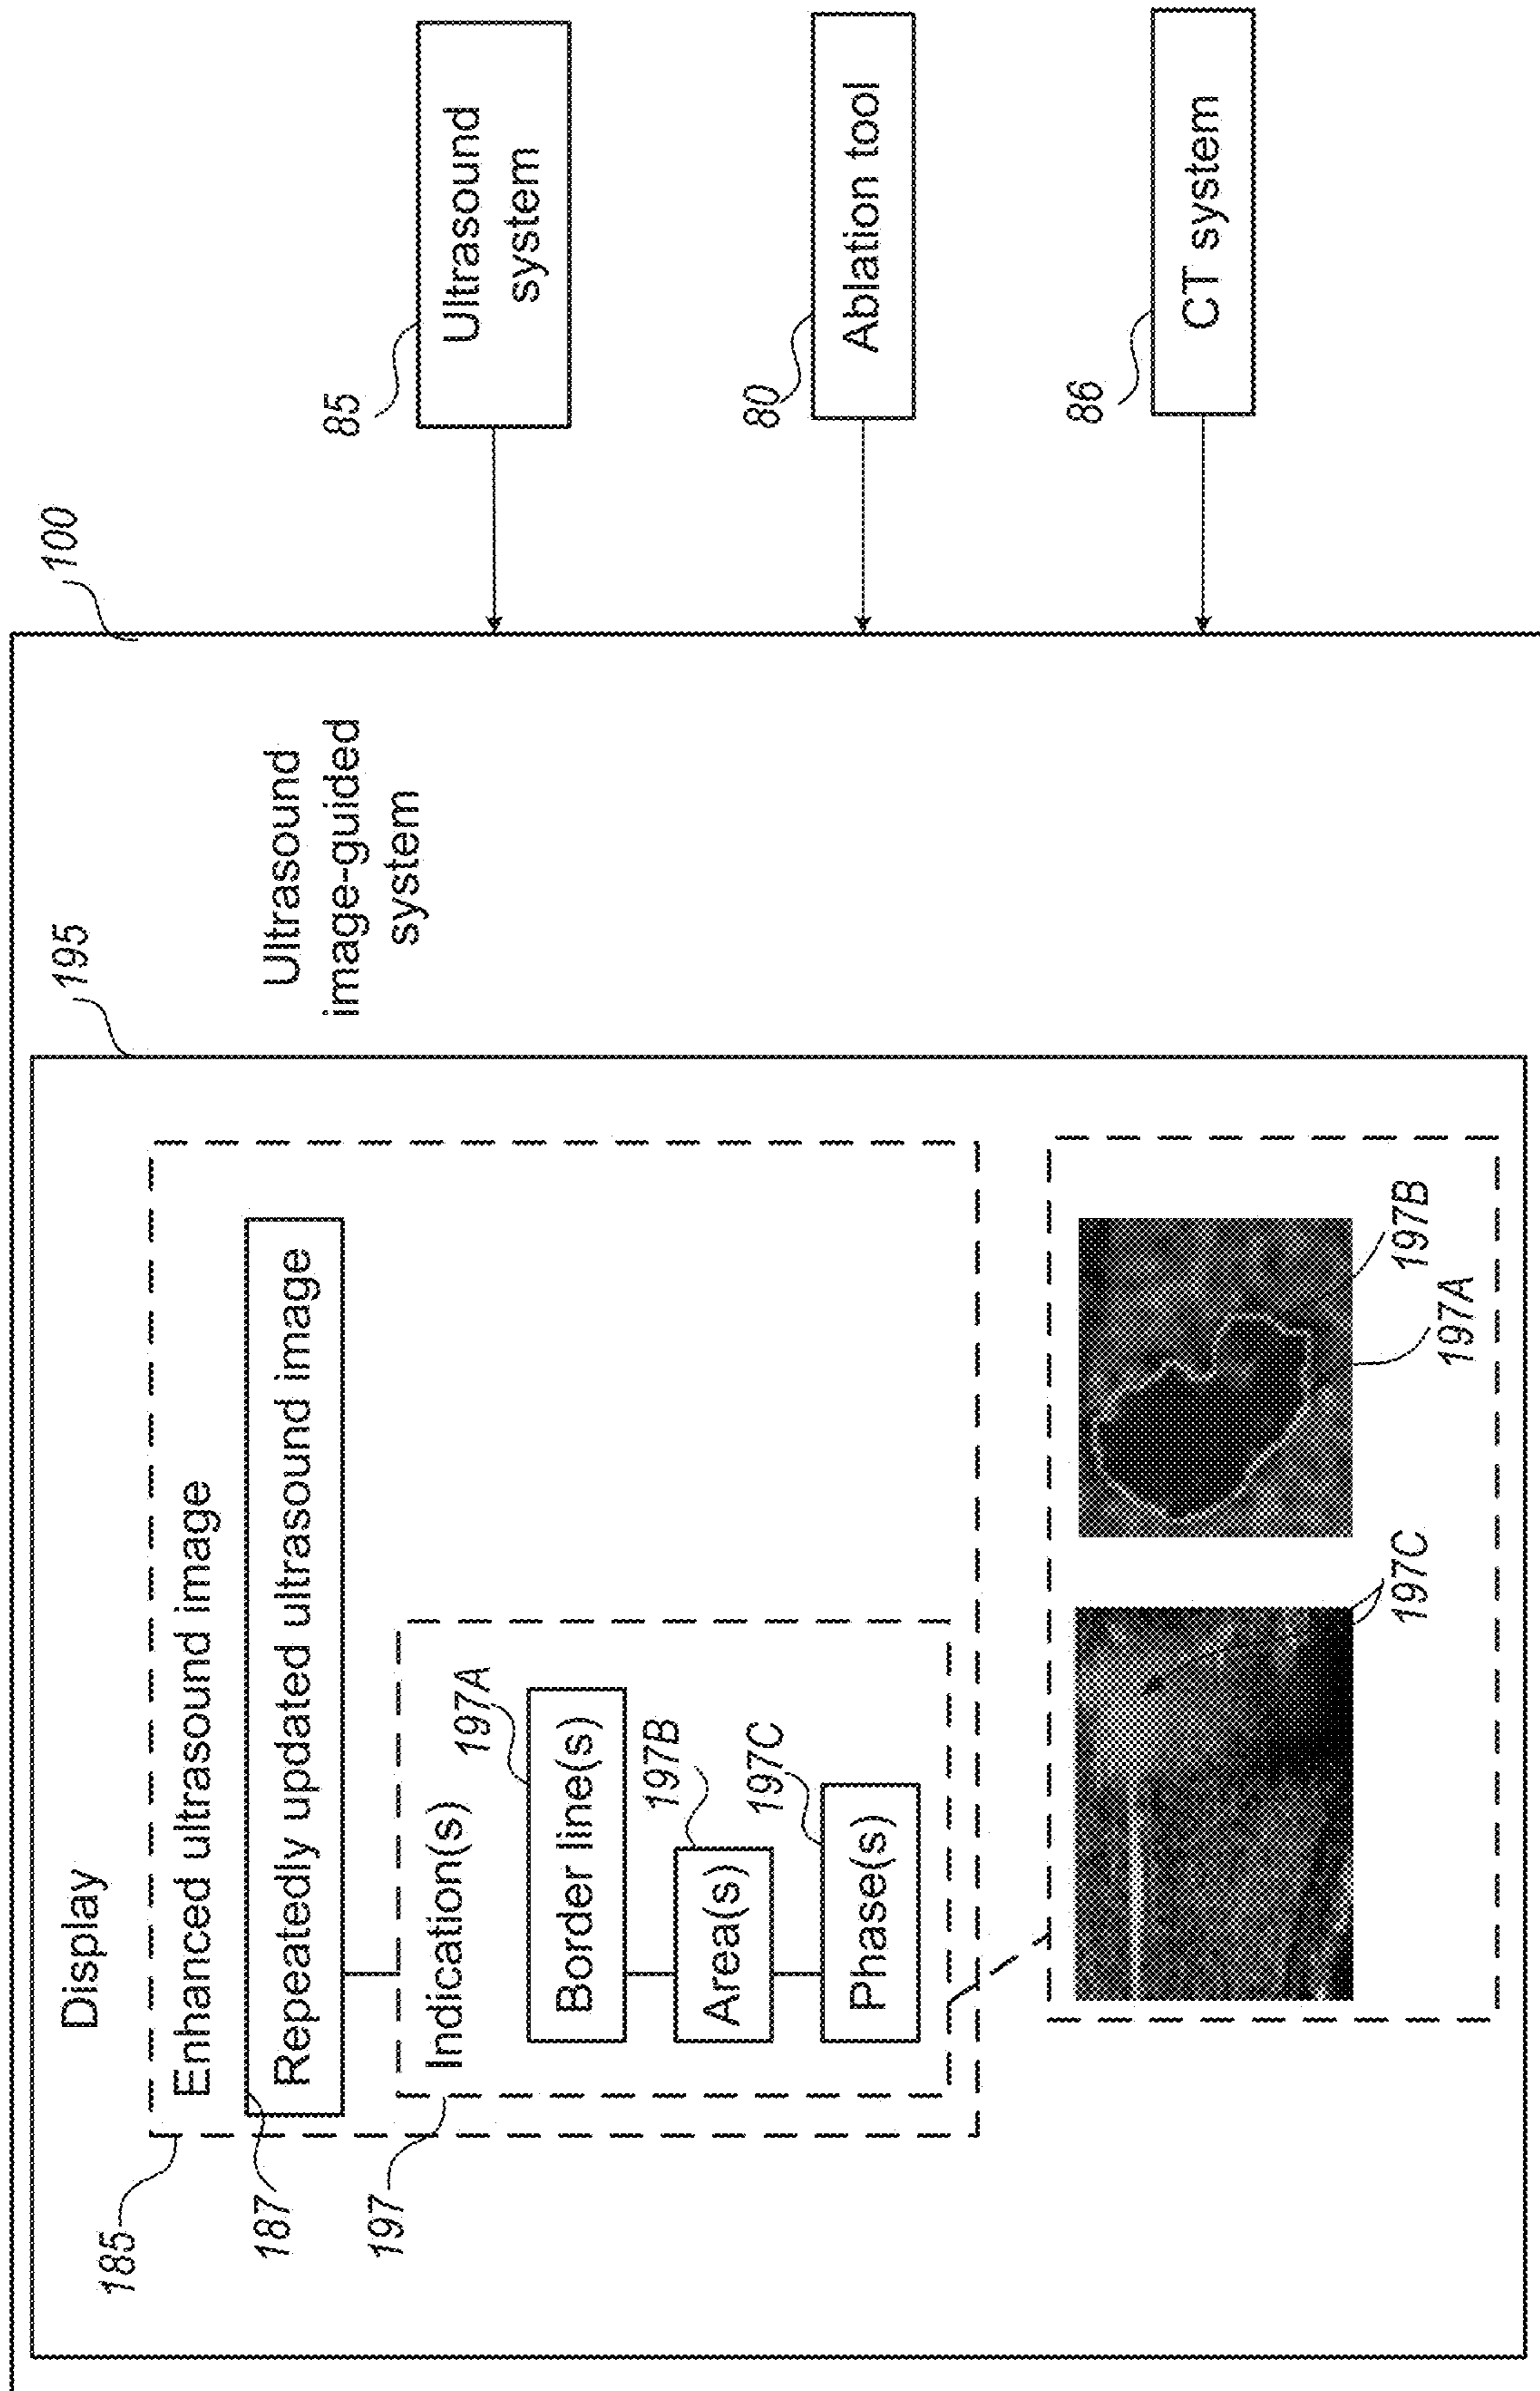 100
195
Display
Ultrasound
image-guided
system
185
Enhanced ultrasound image
187
Repeatedly updated ultrasound image
197
Indication(s)
197A
Border line(s)
197B
Area(s)
197C
Phase(s)
197C
197B
197A
85
Ultrasound
system
80
Ablation tool
86
CT system